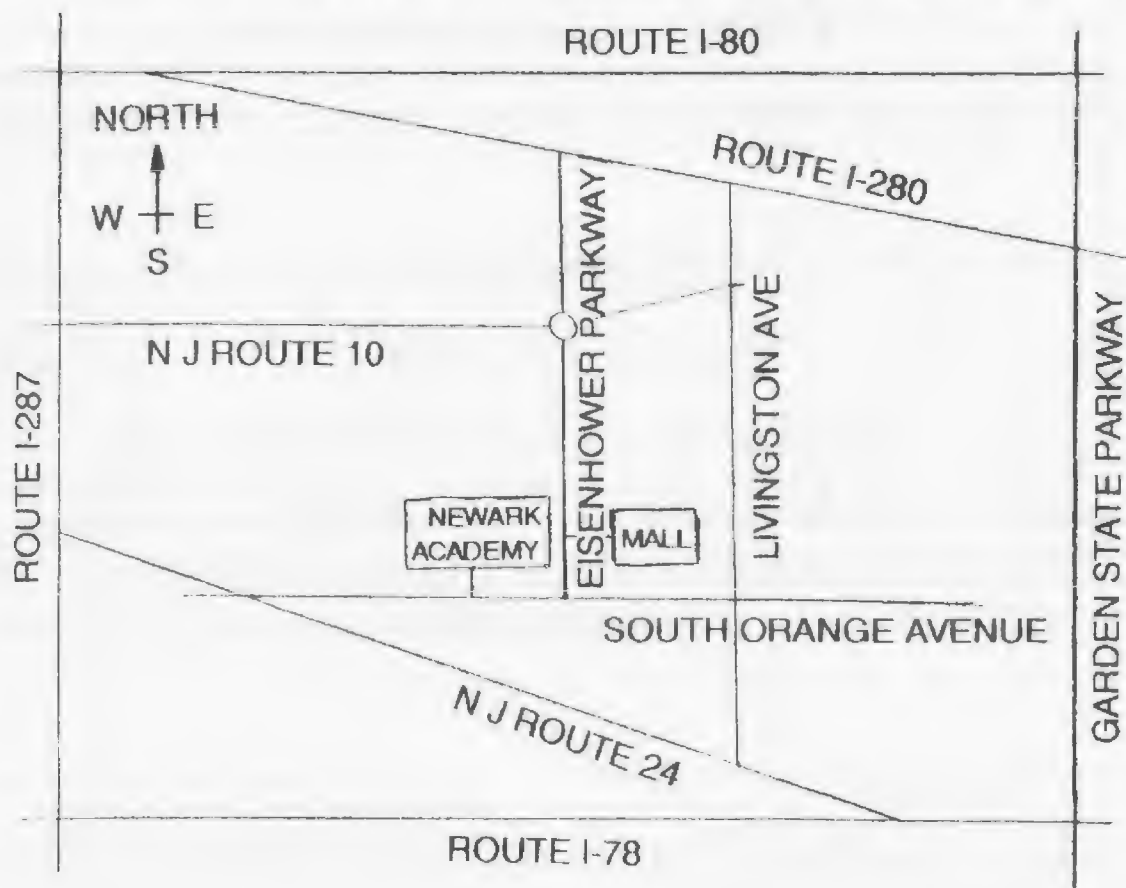 ROUTE I-80
NORTH
W E
S
ROUTE I-280
EISENHOWER PARKWAY
LIVINGSTON AVE
N J ROUTE 10
ROUTE I-287
GARDEN STATE PARKWAY
NEWARK
ACADEMY
MALL
SOUTH ORANGE AVENUE
N J ROUTE 24
ROUTE I-78